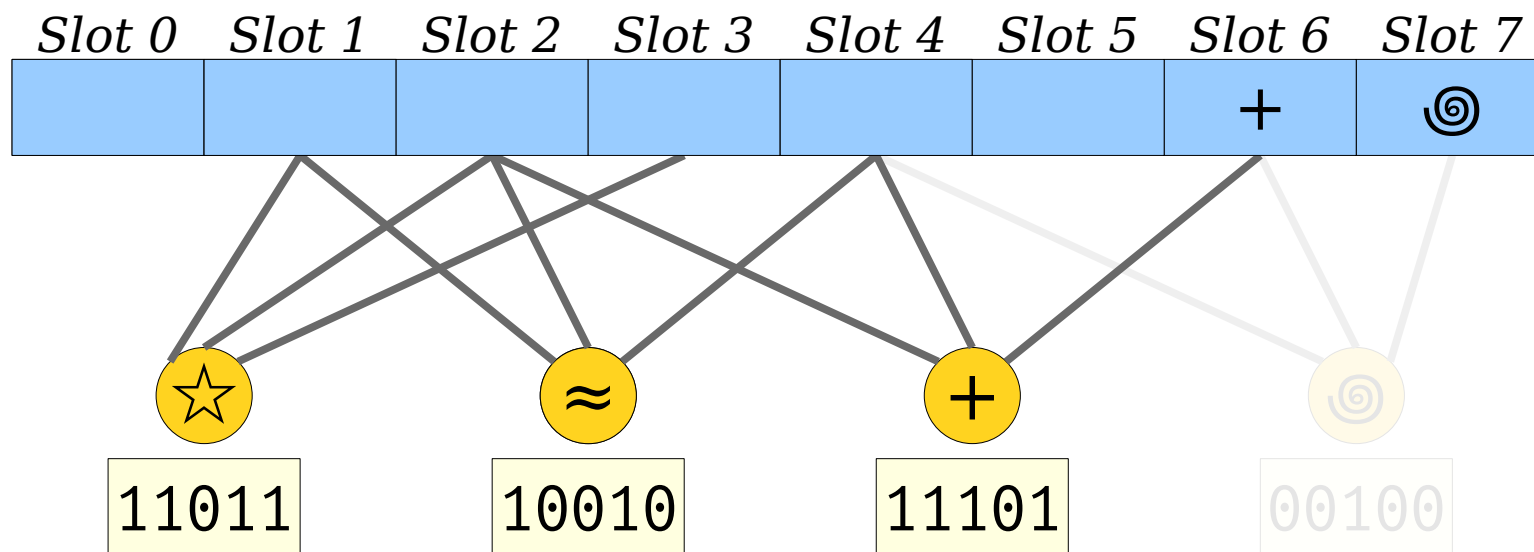 Slot 0 Slot 1 Slot 2 Slot 3 Slot 4 Slot 5 Slot 6 Slot 7
+ ꩜
☆ ≈ + ꩜
11011 10010 11101 00100